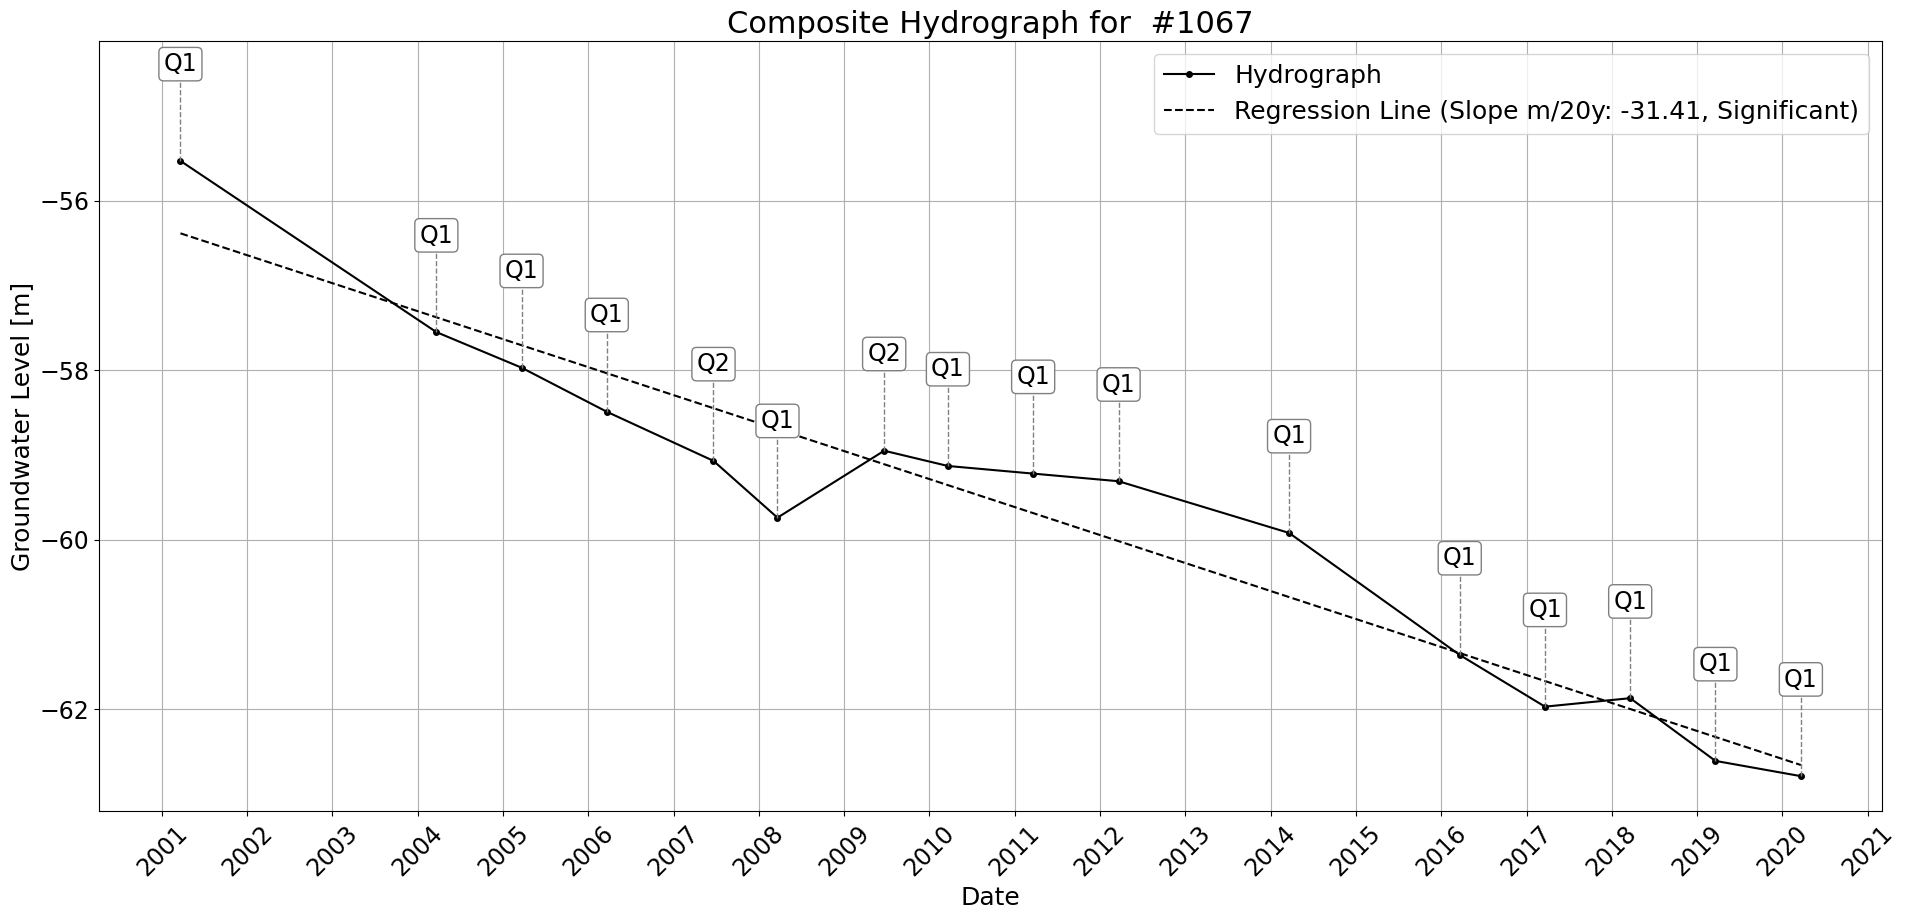 Composite Hydrograph for  #1067
Hydrograph
Regression Line (Slope m/20y: -31.41, Significant)
Q1
Q1
Q1
Q1
Q2
Q1
Q2
Q1
Q1
Q1
Q1
Q1
Q1
Q1
Q1
Q1
Groundwater Level [m]
−56
−58
−60
−62
2001
2002
2003
2004
2005
2006
2007
2008
2009
2010
2011
2012
2013
2014
2015
2016
2017
2018
2019
2020
2021
Date